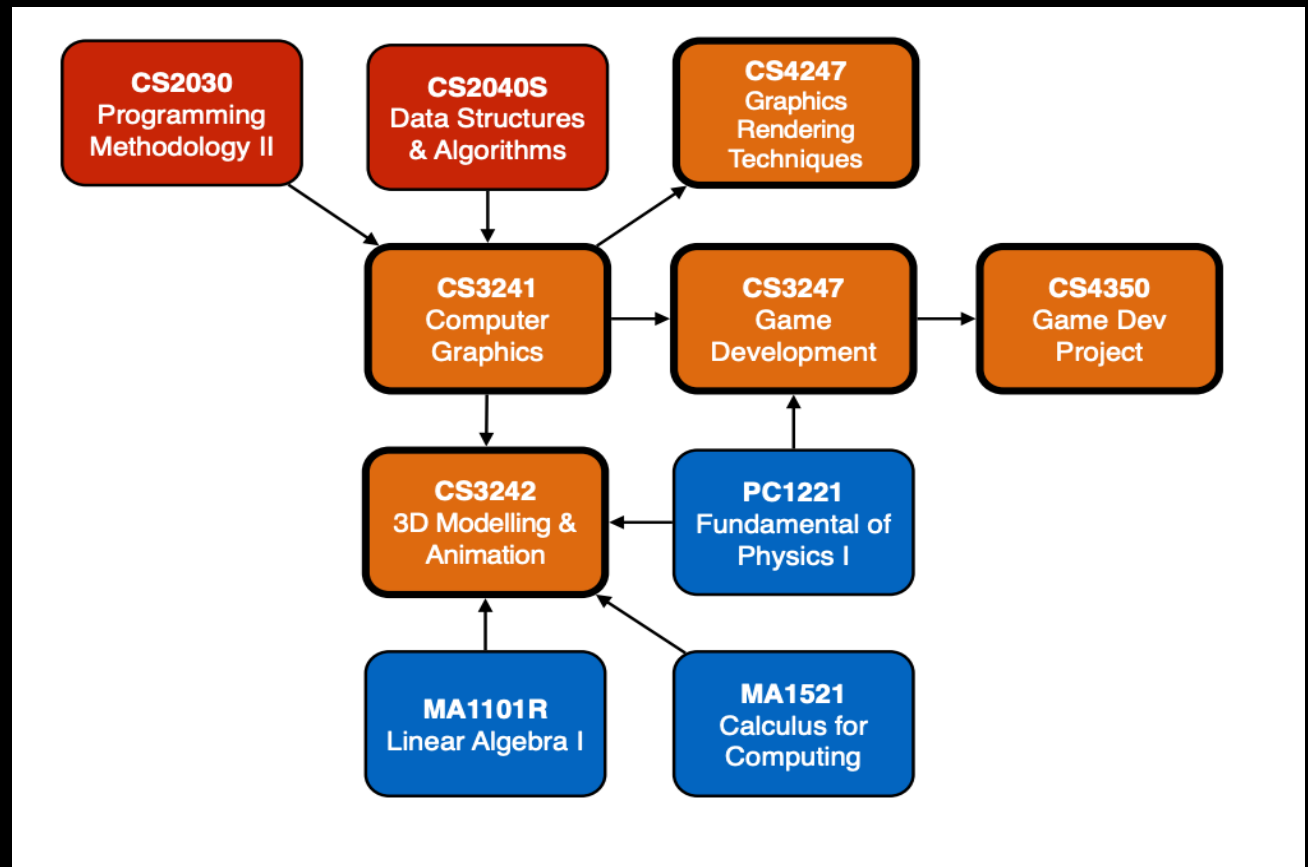 CS2030
Programming
Methodology II
CS2040S
Data Structures
& Algorithms
CS4247
Graphics
Rendering
Techniques
CS3241
Computer
Graphics
CS3247
Game
Development
CS4350
Game Dev
Project
CS3242
3D Modelling &
Animation
PC1221
Fundamental of
Physics I
MA1101R
Linear Algebra I
MA1521
Calculus for
Computing